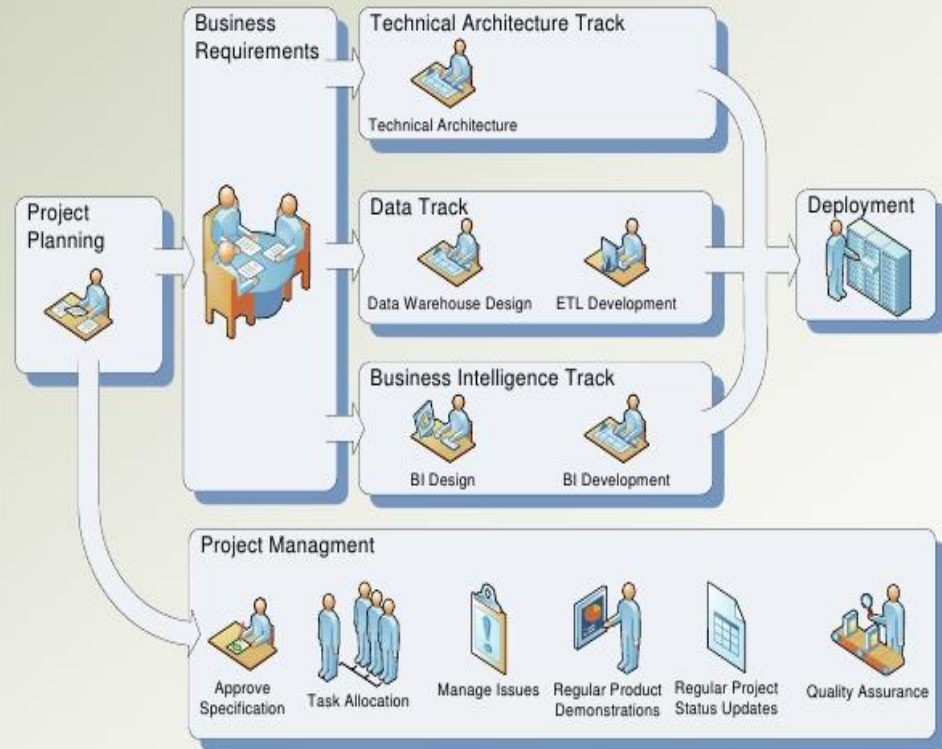 Business
Requirements
Technical Architecture Track
Technical Architecture
Project
Planning
Data Track
Data Warehouse Design
ETL Development
Deployment
Business Intelligence Track
BI Design
BI Development
Project Managment
Approve
Specification
Task Allocation
Manage Issues
Regular Product
Demonstrations
Regular Project
Status Updates
Quality Assurance